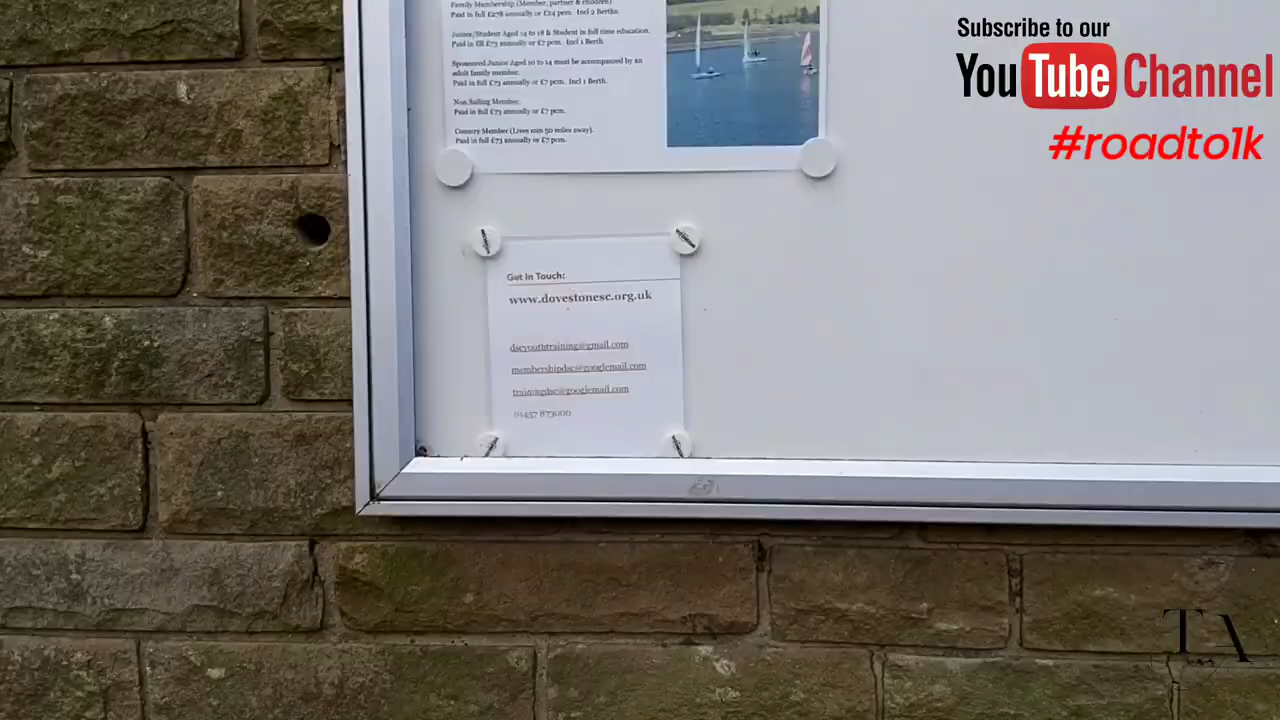 Family Membership (Member, partner & children)
Paid in full £278 annually or £24 pcm. Incl 2 Berths.
Junior/Student Aged 14 to 18 & Student in full time education.
Paid in fill £73 annually or £7 pcm. Incl 1 Berth.
Sponsored Junior Aged 10 to 14 must be accompanied by an
adult family member.
Paid in full £73 annually or £7 pcm. Incl 1 Berth.
Non Sailing Member.
Paid in full £73 annually or £7 pcm.
Country Member (Lives min 50 miles away).
Paid in full £73 annually or £7 pcm.
Get In Touch:
www.dovestonesc.org.uk
dscyouthtraining@gmail.com
membershipdsc@googlemail.com
trainingdsc@googlemail.com
01457 873000
Subscribe to our
YouTube Channel
#roadto1k
TA